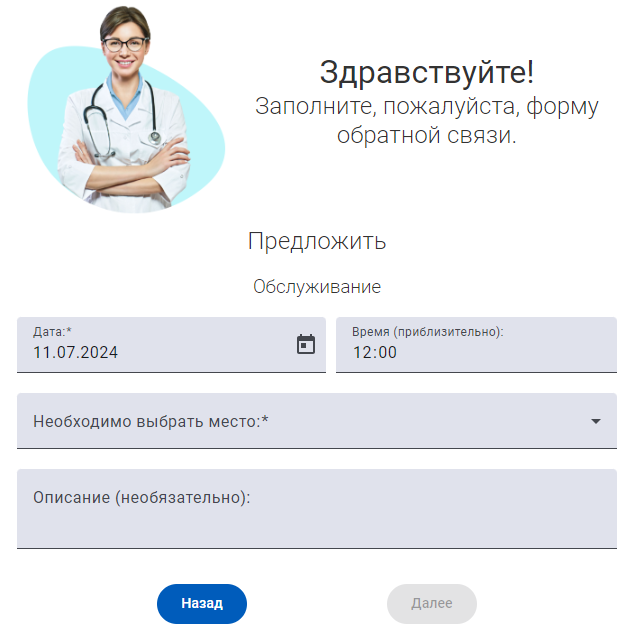 Здравствуйте!
Заполните, пожалуйста, форму
обратной связи.
Предложить
Обслуживание
Дата:*
11.07.2024
Время (приблизительно):
12:00
Необходимо выбрать место:*
Описание (необязательно):
Назад
Далее